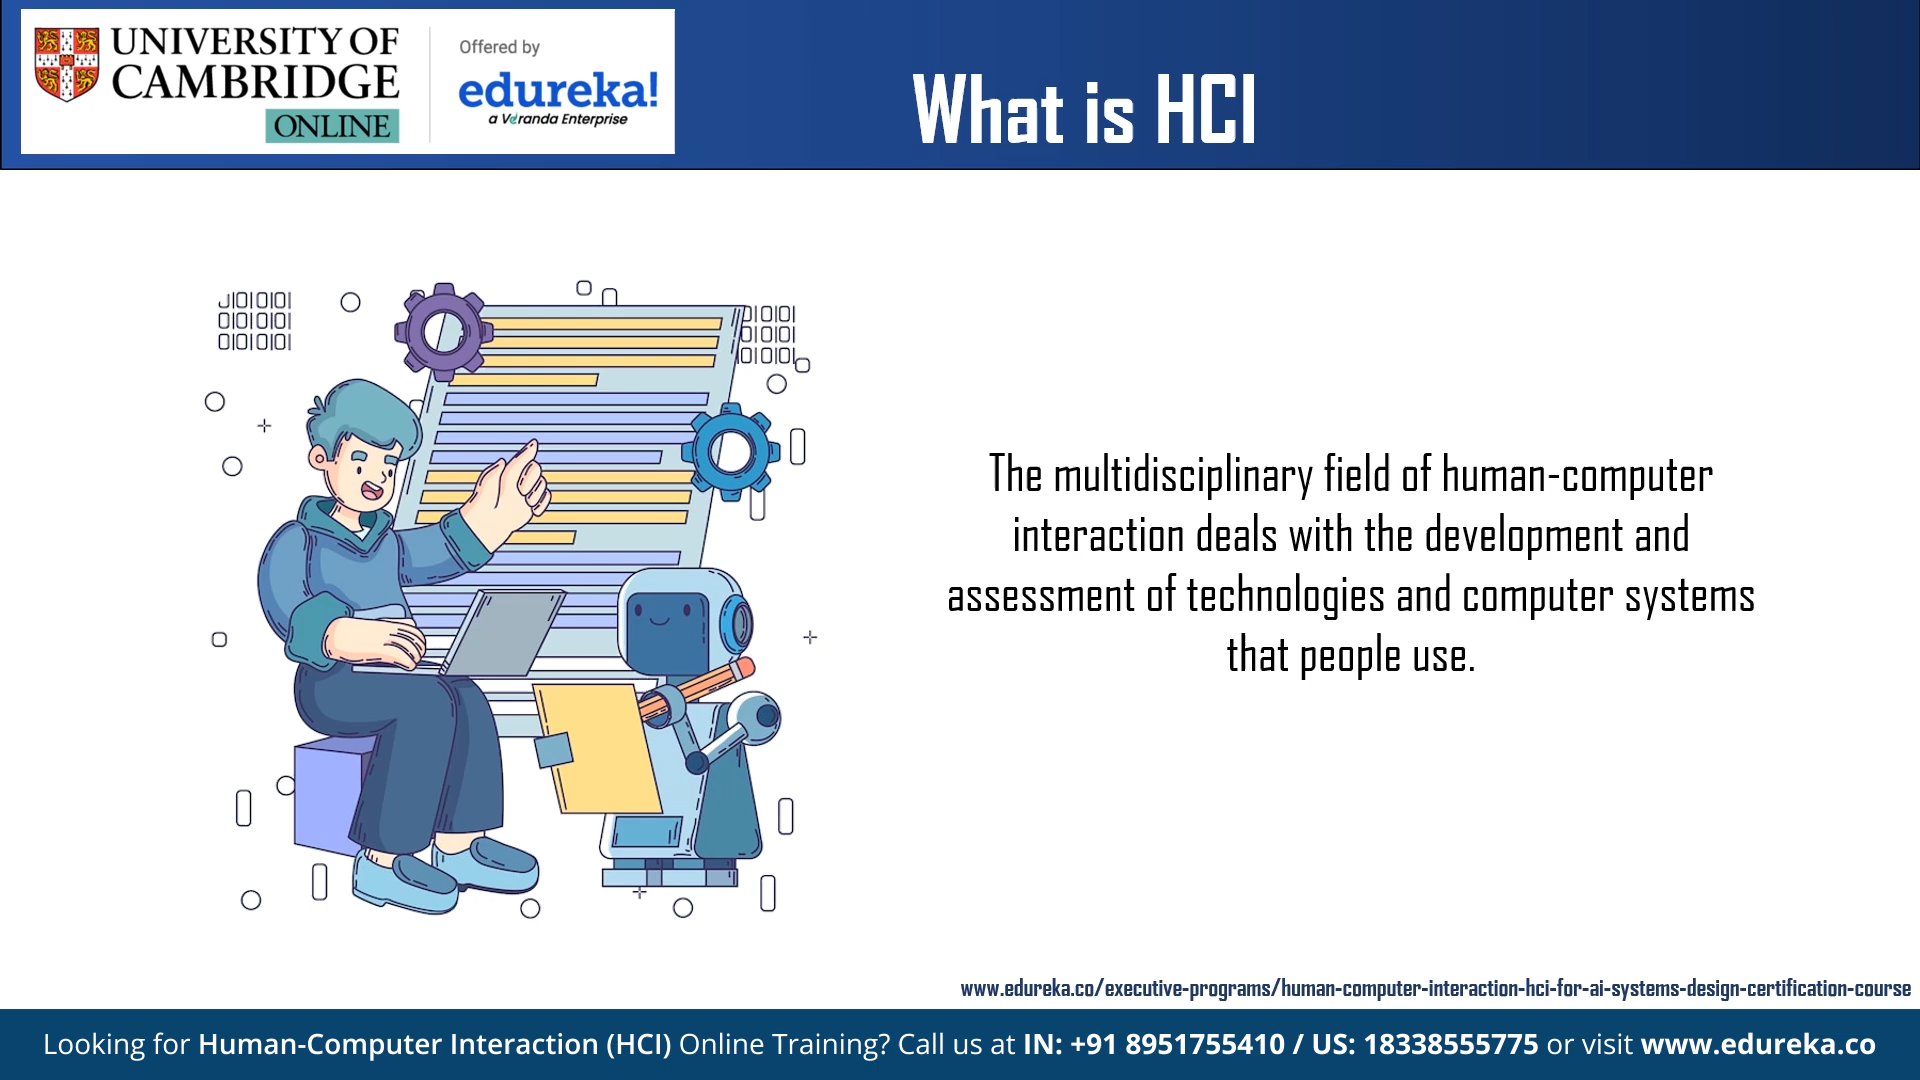 UNIVERSITY OF
CAMBRIDGE
ONLINE
Offered by
edureka!
a Veranda Enterprise
What is HCI
0101010101
0101010101
The multidisciplinary field of human-computer
interaction deals with the development and
assessment of technologies and computer systems
that people use.
www.edureka.co/executive-programs/human-computer-interaction-hci-for-ai-systems-design-certification-course
Looking for Human-Computer Interaction (HCI) Online Training? Call us at IN: +91 8951755410 / US: 18338555775 or visit www.edureka.co